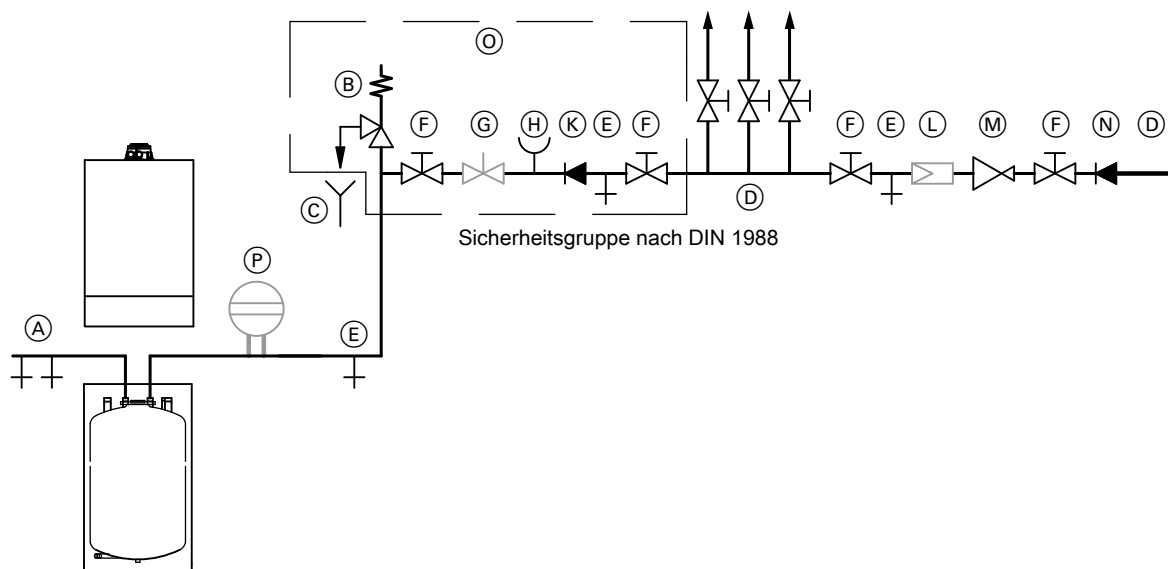 O
B
F G H K E F F E L M F N D
C D
Sicherheitsgruppe nach DIN 1988
P
A E